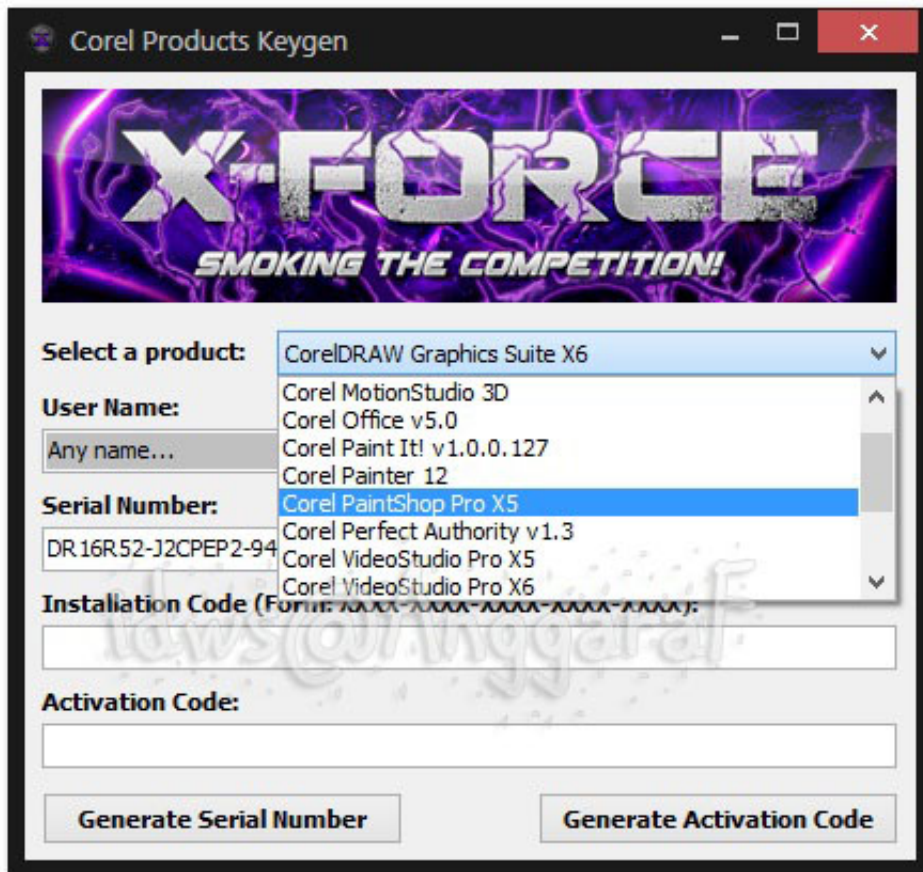 Corel Products Keygen
X-FORCE
SMOKING THE COMPETITION!
Select a product:
CorelDRAW Graphics Suite X6
Corel MotionStudio 3D
Corel Office v5.0
Corel Paint It! v1.0.0.127
Corel Painter 12
Corel PaintShop Pro X5
Corel Perfect Authority v1.3
Corel VideoStudio Pro X5
Corel VideoStudio Pro X6
User Name:
Any name...
Serial Number:
DR16R52-J2CPEP2-94
Installation Code (Form: XXXX-XXXX-XXXX-XXXX-XXXX):
idws@AnggaraF
Activation Code:
Generate Serial Number
Generate Activation Code